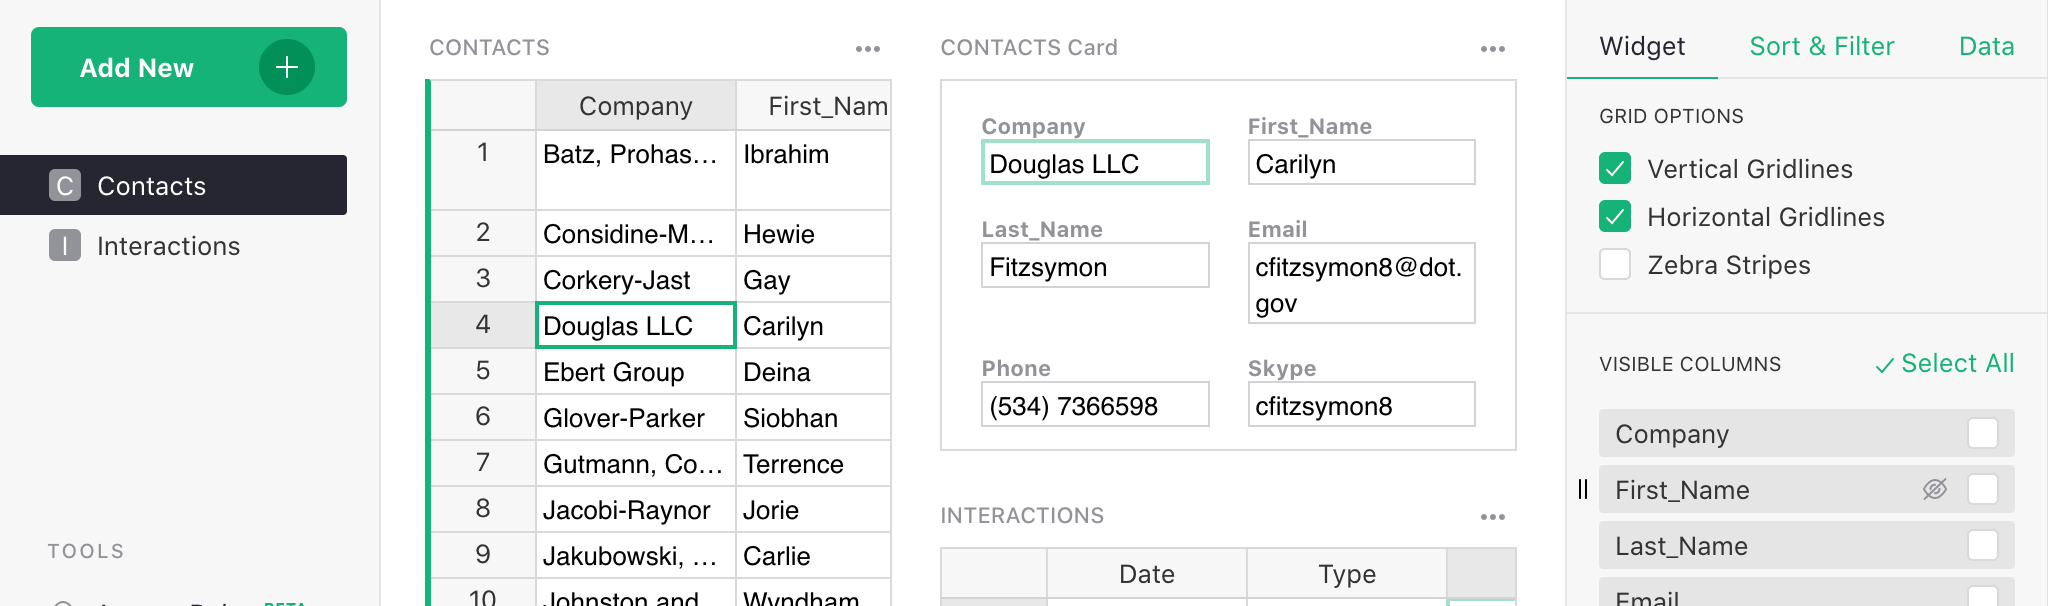 Add New
C Contacts
I Interactions
TOOLS
BETA
CONTACTS
Company First_Nam
1 Batz, Prohas… Ibrahim
2 Considine-M… Hewie
3 Corkery-Jast Gay
4 Douglas LLC Carilyn
5 Ebert Group Deina
6 Glover-Parker Siobhan
7 Gutmann, Co… Terrence
8 Jacobi-Raynor Jorie
9 Jakubowski, … Carlie
10 Johnston and Wyndham
CONTACTS Card
Company First_Name
Douglas LLC Carilyn
Last_Name Email
Fitzsymon cfitzsymon8@dot.
gov
Phone Skype
(534) 7366598 cfitzsymon8
INTERACTIONS
Date Type
Widget Sort & Filter Data
GRID OPTIONS
Vertical Gridlines
Horizontal Gridlines
Zebra Stripes
VISIBLE COLUMNS Select All
Company
First_Name
Last_Name
Email